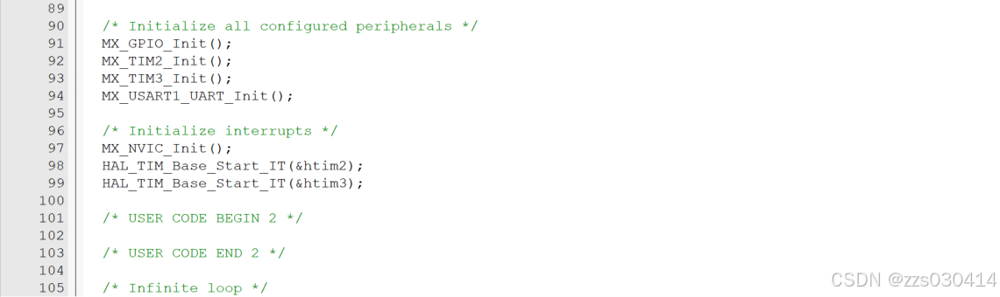 89
90 /* Initialize all configured peripherals */
91 MX_GPIO_Init();
92 MX_TIM2_Init();
93 MX_TIM3_Init();
94 MX_USART1_UART_Init();
95
96 /* Initialize interrupts */
97 MX_NVIC_Init();
98 HAL_TIM_Base_Start_IT(&htim2);
99 HAL_TIM_Base_Start_IT(&htim3);
100
101 /* USER CODE BEGIN 2 */
102
103 /* USER CODE END 2 */
104
105 /* Infinite loop */
CSDN @zzs030414